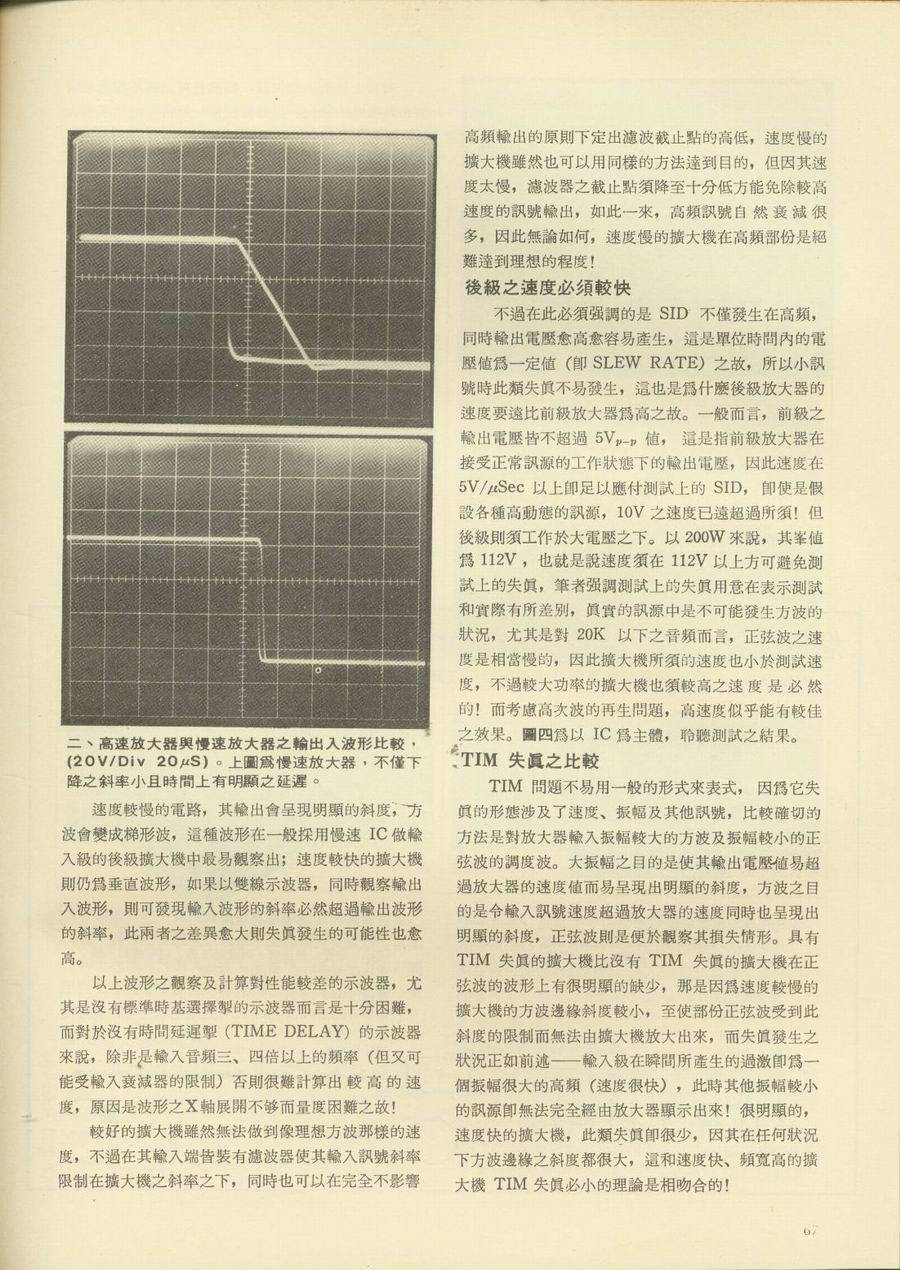 二、高速放大器與慢速放大器之輸出入波形比較，
(20V/Div 20μS)。上圖爲慢速放大器，不僅下
降之斜率小且時間上有明顯之延遲。
速度較慢的電路，其輸出會呈現明顯的斜度，方
波會變成梯形波，這種波形在一般採用慢速 IC 做輸
入級的後級擴大機中最易觀察出；速度較快的擴大機
則仍爲垂直波形，如果以雙線示波器，同時觀察輸出
入波形，則可發現輸入波形的斜率必然超過輸出波形
的斜率，此兩者之差異愈大則失眞發生的可能性也愈
高。
以上波形之觀察及計算對性能較差的示波器，尤
其是沒有標準時基選擇掣的示波器而言是十分困難，
而對於沒有時間延遲掣 (TIME DELAY) 的示波器
來說，除非是輸入音頻三、四倍以上的頻率（但又可
能受輸入衰減器的限制）否則很難計算出較高的速
度，原因是波形之X軸展開不够而量度困難之故！
較好的擴大機雖然無法做到像理想方波那樣的速
度，不過在其輸入端皆裝有濾波器使其輸入訊號斜率
限制在擴大機之斜率之下，同時也可以在完全不影響
高頻輸出的原則下定出濾波截止點的高低，速度慢的
擴大機雖然也可以用同樣的方法達到目的，但因其速
度太慢，濾波器之截止點須降至十分低方能免除較高
速度的訊號輸出，如此一來，高頻訊號自然衰減很
多，因此無論如何，速度慢的擴大機在高頻部份是絕
難達到理想的程度！
後級之速度必須較快
不過在此必須强調的是 SID 不僅發生在高頻，
同時輸出電壓愈高愈容易產生，這是單位時間內的電
壓値爲一定値（卽 SLEW RATE）之故，所以小訊
號時此類失眞不易發生，這也是爲什麽後級放大器的
速度要遠比前級放大器爲高之故。一般而言，前級之
輸出電壓皆不超過 5Vp-p 値， 這是指前級放大器在
接受正常訊源的工作狀態下的輸出電壓，因此速度在
5V/μSec 以上卽足以應付測試上的 SID， 卽使是假
設各種高動態的訊源，10V 之速度已遠超過所須！但
後級則須工作於大電壓之下。以 200W 來說，其峯値
爲 112V ，也就是說速度須在 112V 以上方可避免測
試上的失眞，筆者强調測試上的失眞用意在表示測試
和實際有所差别，眞實的訊源中是不可能發生方波的
狀況，尤其是對 20K 以下之音頻而言，正弦波之速
度是相當慢的，因此擴大機所須的速度也小於測試速
度，不過較大功率的擴大機也須較高之速度是必然
的！而考慮高次波的再生問題，高速度似乎能有較佳
之效果。圖四爲以 IC 爲主體，聆聽測試之結果。
TIM 失眞之比較
TIM 問題不易用一般的形式來表式， 因爲它失
眞的形態涉及了速度、振幅及其他訊號，比較確切的
方法是對放大器輸入振幅較大的方波及振幅較小的正
弦波的調度波。大振幅之目的是使其輸出電壓値易超
過放大器的速度値而易呈現出明顯的斜度，方波之目
的是令輸入訊號速度超過放大器的速度同時也呈現出
明顯的斜度，正弦波則是便於觀察其損失情形。具有
TIM 失眞的擴大機比沒有 TIM 失眞的擴大機在正
弦波的波形上有很明顯的缺少，那是因爲速度較慢的
擴大機的方波邊緣斜度較小，至使部份正弦波受到此
斜度的限制而無法由擴大機放大出來，而失眞發生之
狀況正如前述——輸入級在瞬間所產生的過激卽爲一
個振幅很大的高頻（速度很快），此時其他振幅較小
的訊源卽無法完全經由放大器顯示出來！很明顯的，
速度快的擴大機，此類失眞卽很少，因其在任何狀況
下方波邊緣之斜度都很大，這和速度快、頻寬高的擴
大機 TIM 失眞必小的理論是相吻合的！
67